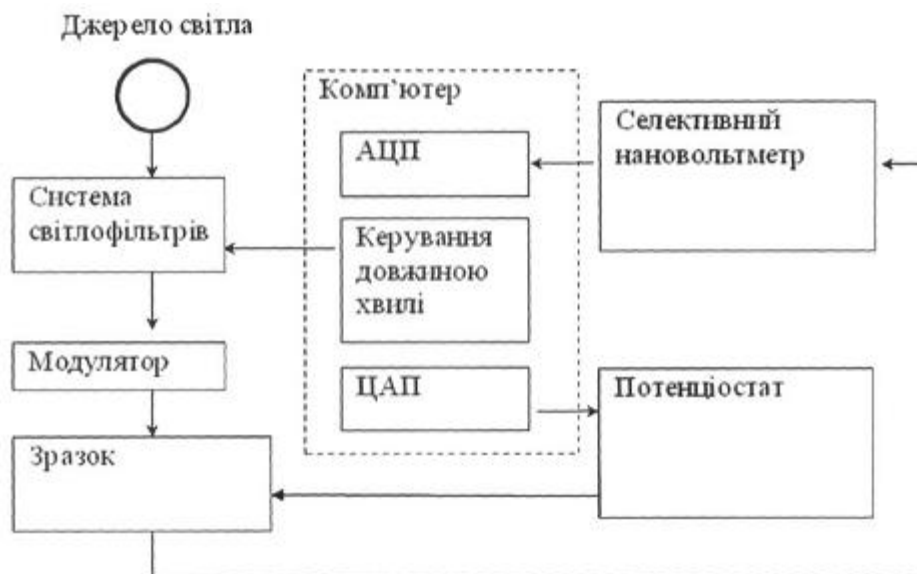 Джерело світла
Комп'ютер
АЦП
Селективний
нановольтметр
Система
світлофільтрів
Керування
довжиною
хвилі
Модулятор
ЦАП
Потенціостат
Зразок